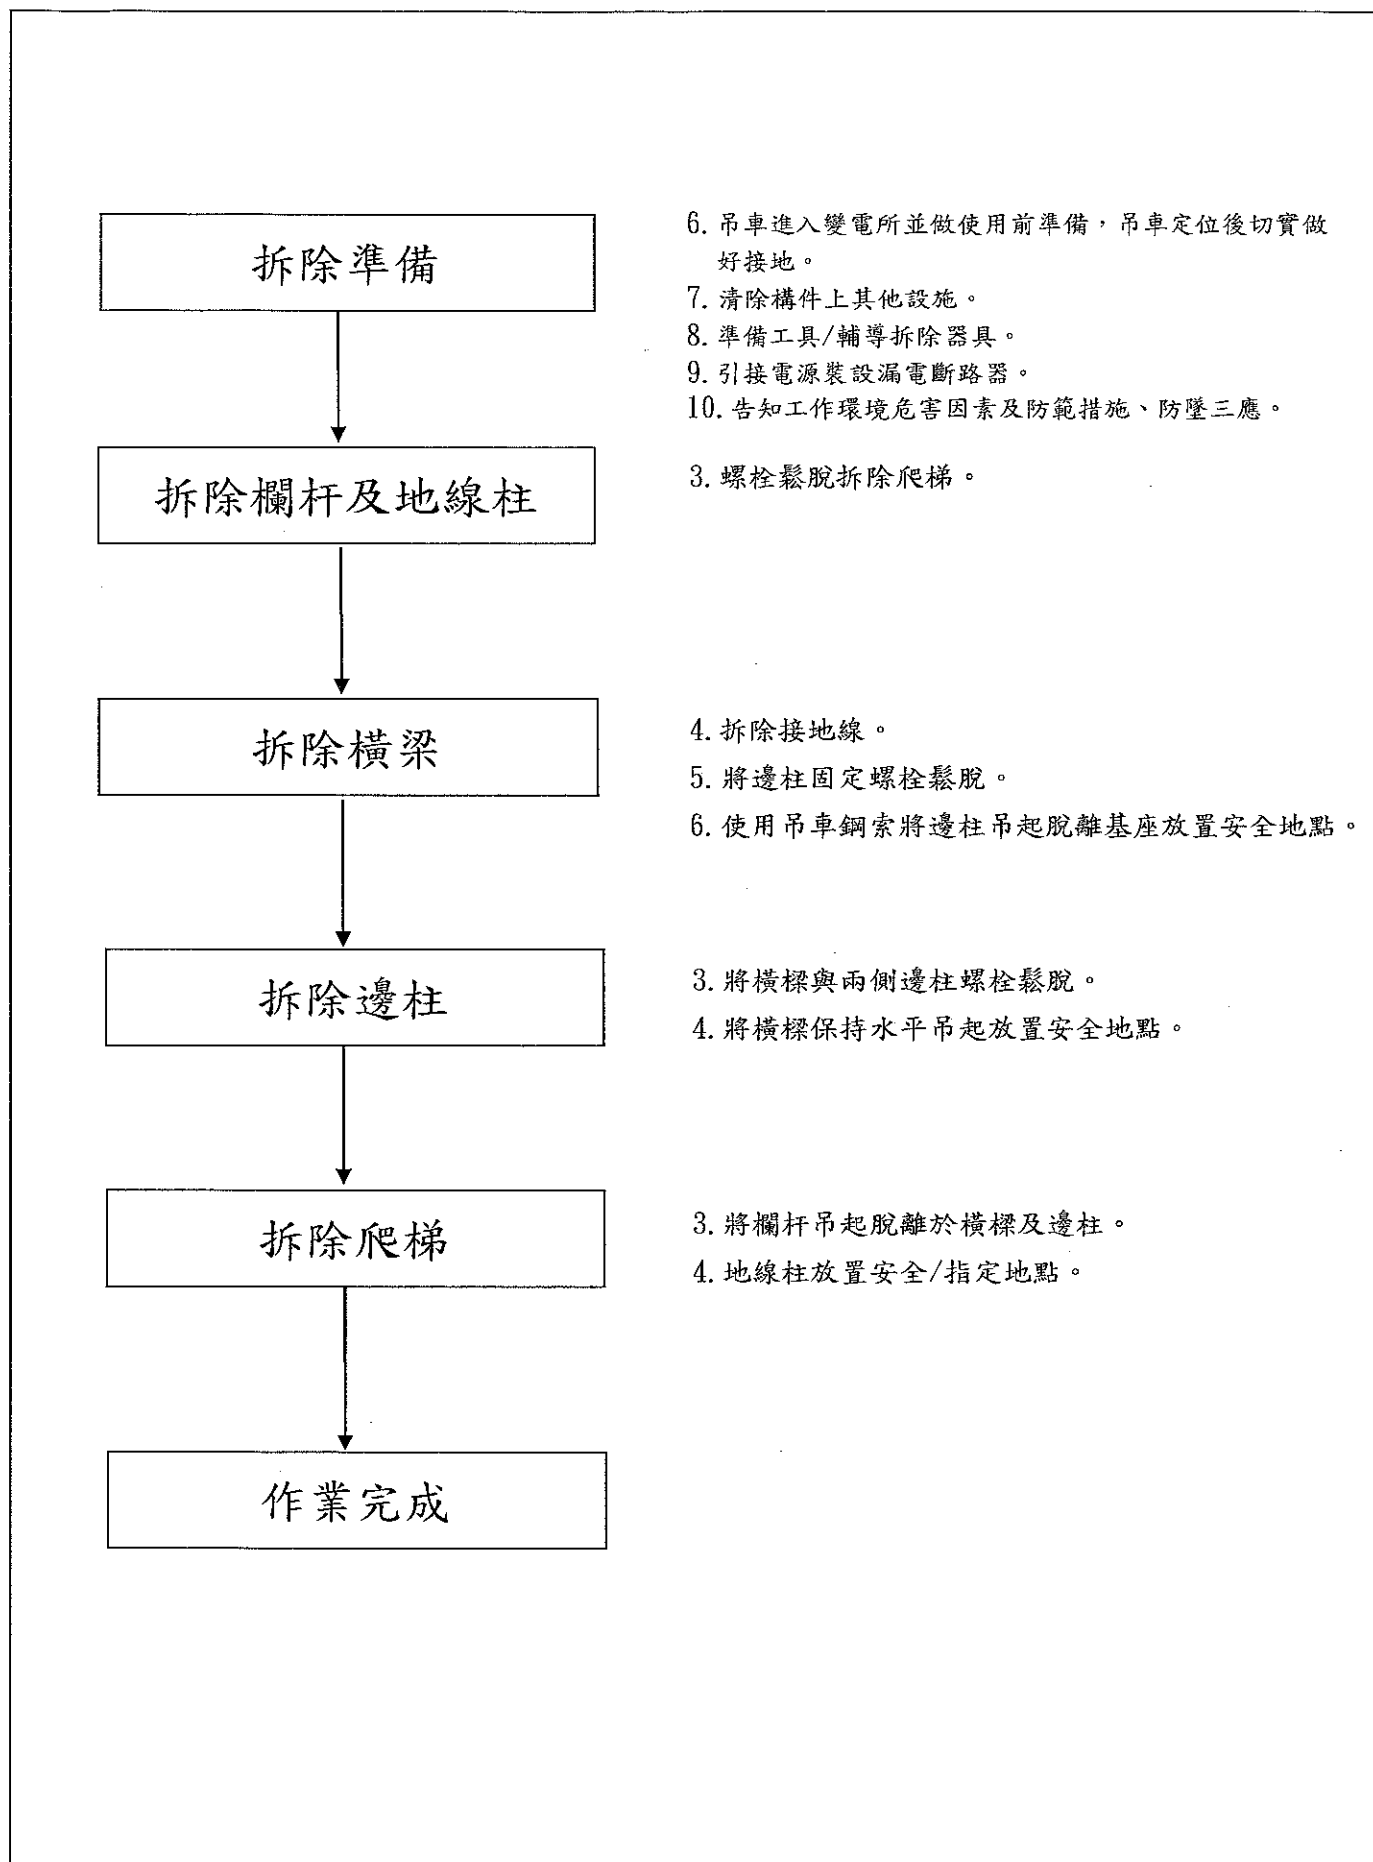 拆除準備
6. 吊車進入變電所並做使用前準備，吊車定位後切實做
好接地。
7. 清除構件上其他設施。
8. 準備工具/輔導拆除器具。
9. 引接電源裝設漏電斷路器。
10. 告知工作環境危害因素及防範措施、防墜三應。
拆除欄杆及地線柱
3. 螺栓鬆脫拆除爬梯。
拆除橫梁
4. 拆除接地線。
5. 將邊柱固定螺栓鬆脫。
6. 使用吊車鋼索將邊柱吊起脫離基座放置安全地點。
拆除邊柱
3. 將橫樑與兩側邊柱螺栓鬆脫。
4. 將橫樑保持水平吊起放置安全地點。
拆除爬梯
3. 將欄杆吊起脫離於橫樑及邊柱。
4. 地線柱放置安全/指定地點。
作業完成